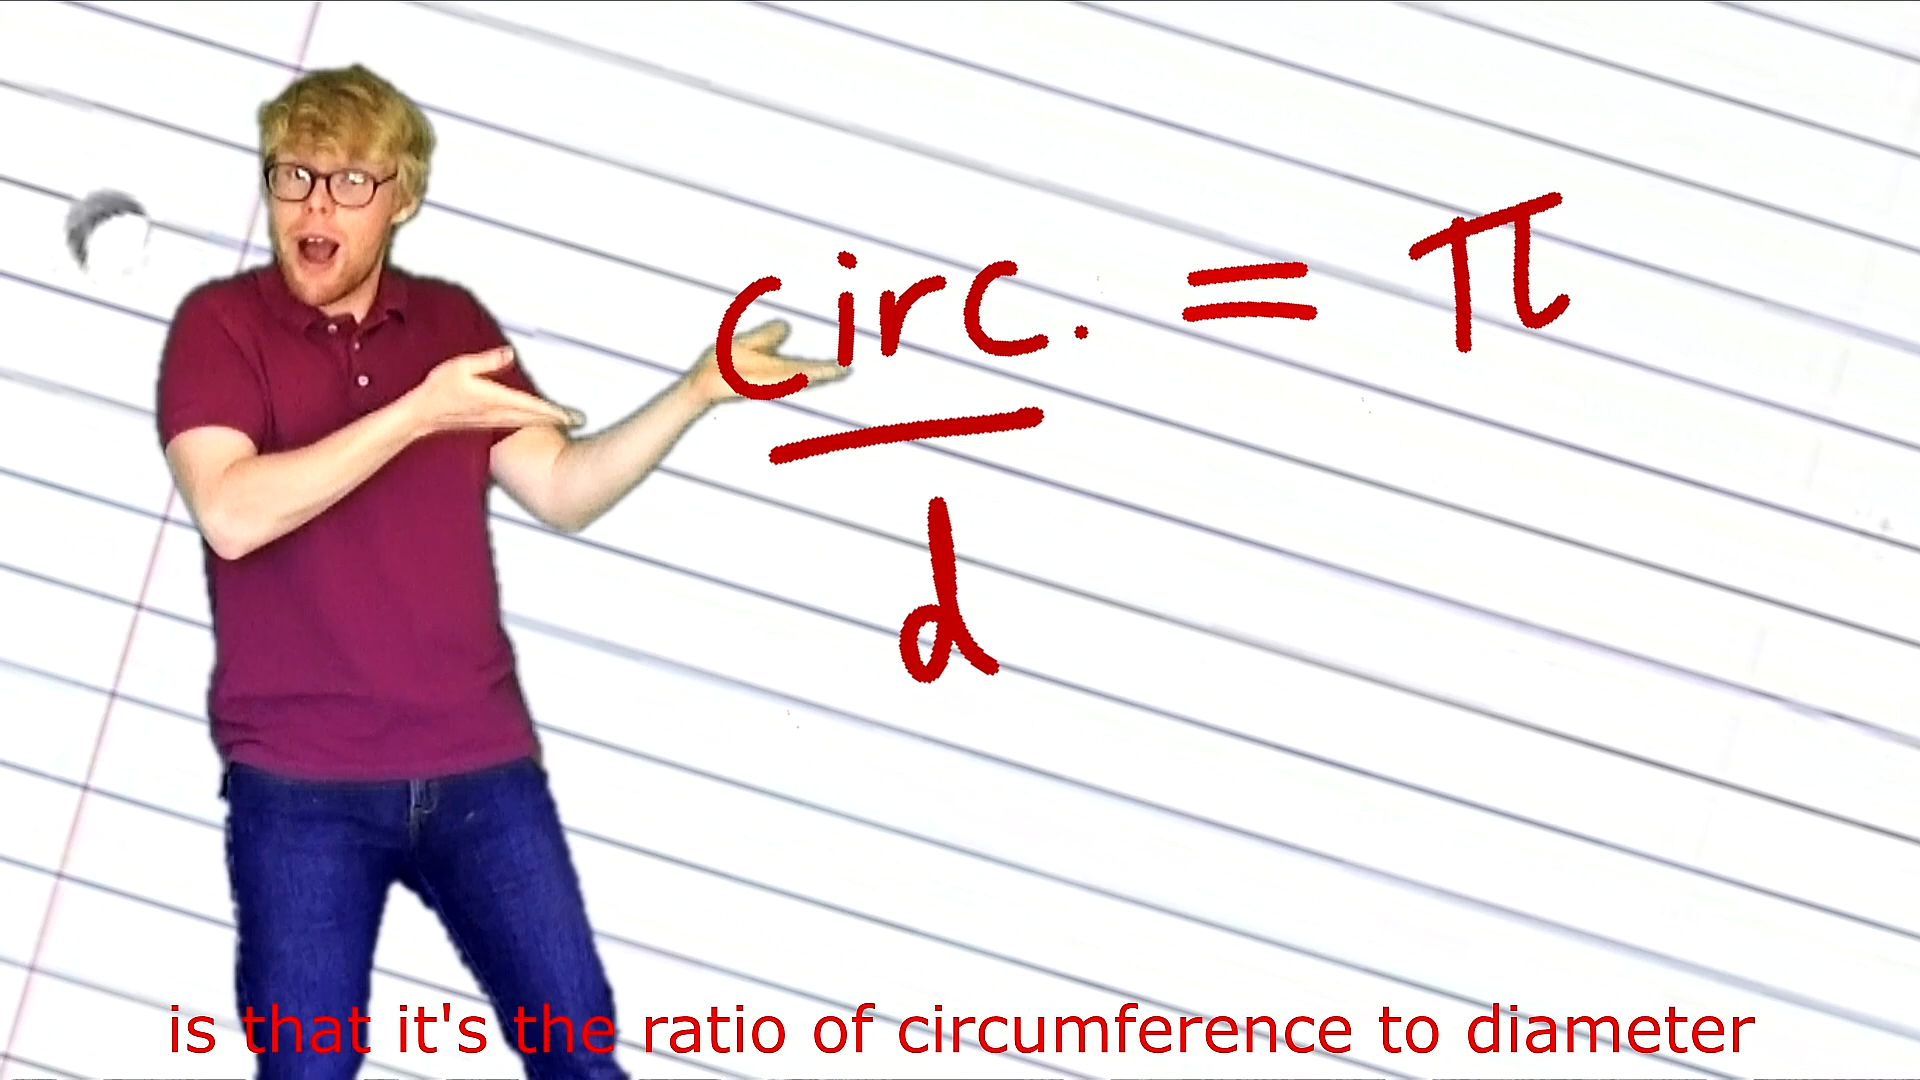 circ. = π
d
is that it's the ratio of circumference to diameter